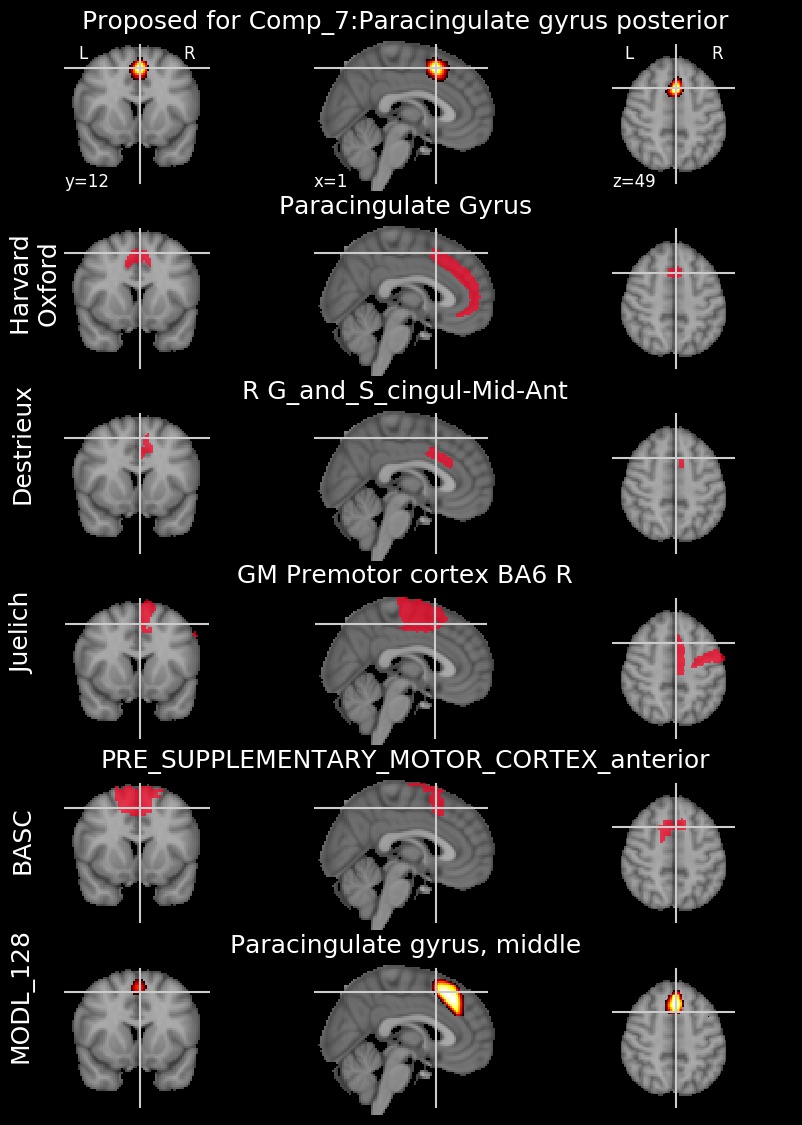 Proposed for Comp_7:Paracingulate gyrus posterior
L R
L R
y=12
x=1
z=49
Paracingulate Gyrus
Harvard
Oxford
R G_and_S_cingul-Mid-Ant
Destrieux
GM Premotor cortex BA6 R
Juelich
PRE_SUPPLEMENTARY_MOTOR_CORTEX_anterior
BASC
Paracingulate gyrus, middle
MODL_128